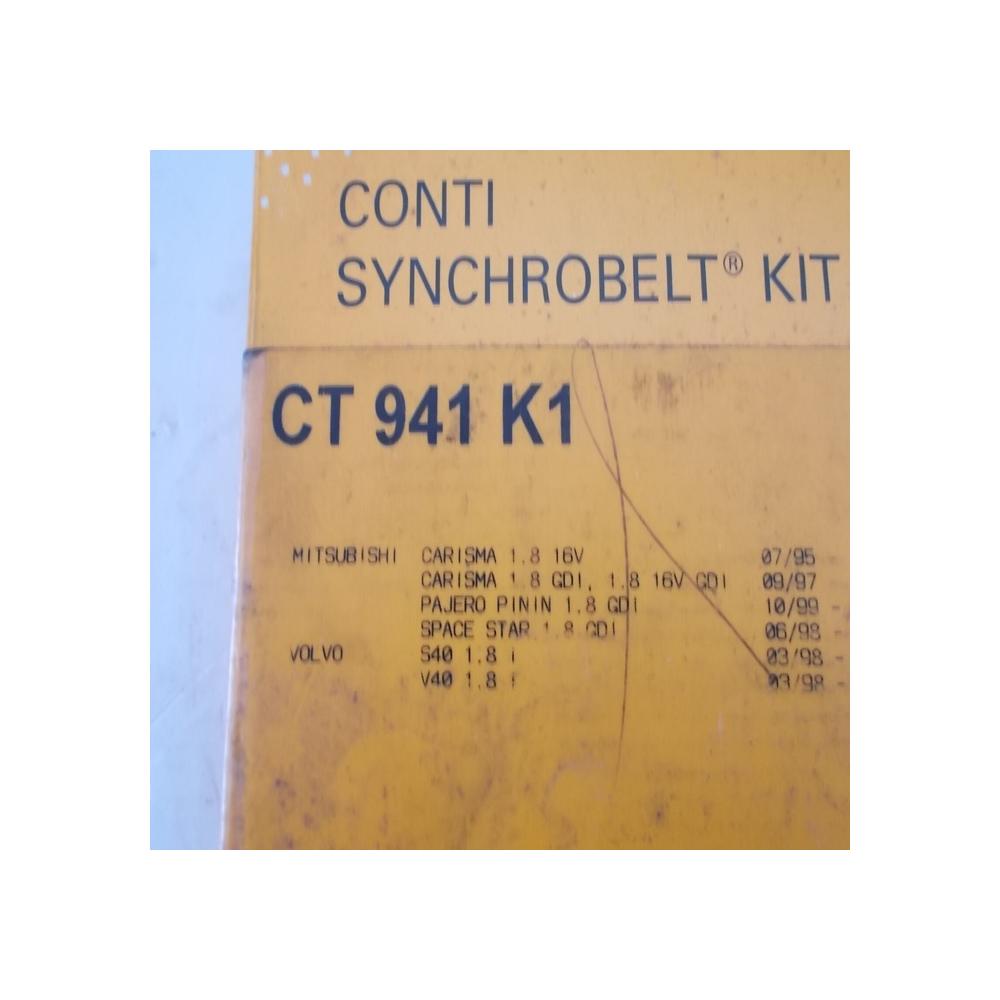 CONTI
SYNCHROBELT® KIT
CT 941 K1
MITSUBISHI CARISMA 1.8 16V 07/95
CARISMA 1.8 GDI, 1.8 16V GDI 09/97
PAJERO PININ 1.8 GDI 10/99 -
SPACE STAR 1.8 GDI 06/98 -
VOLVO S40 1.8 i 03/98 -
V40 1.8 i 03/98 -